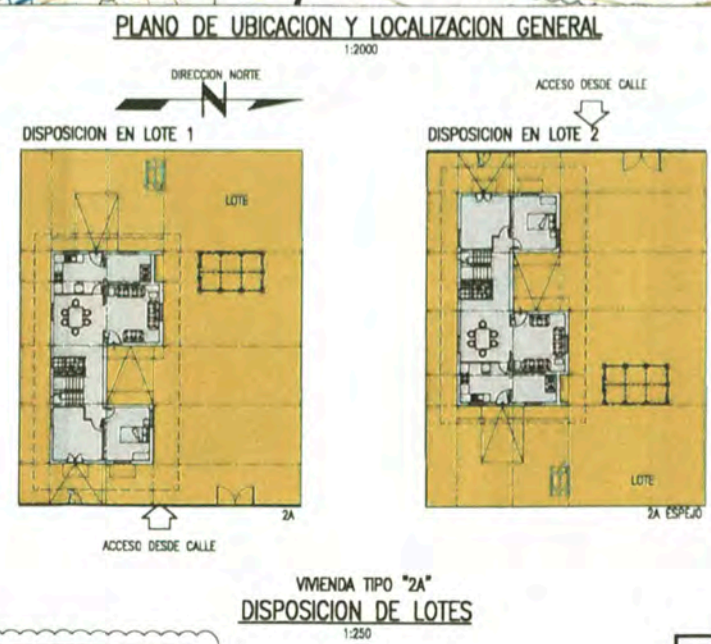 PLANO DE UBICACION Y LOCALIZACION GENERAL
1:2000
DIRECCION NORTE
N
DISPOSICION EN LOTE 1
LOTE
2A
ACCESO DESDE CALLE
ACCESO DESDE CALLE
DISPOSICION EN LOTE 2
LOTE
2A ESPEJO
VIVIENDA TIPO "2A"
DISPOSICION DE LOTES
1:250